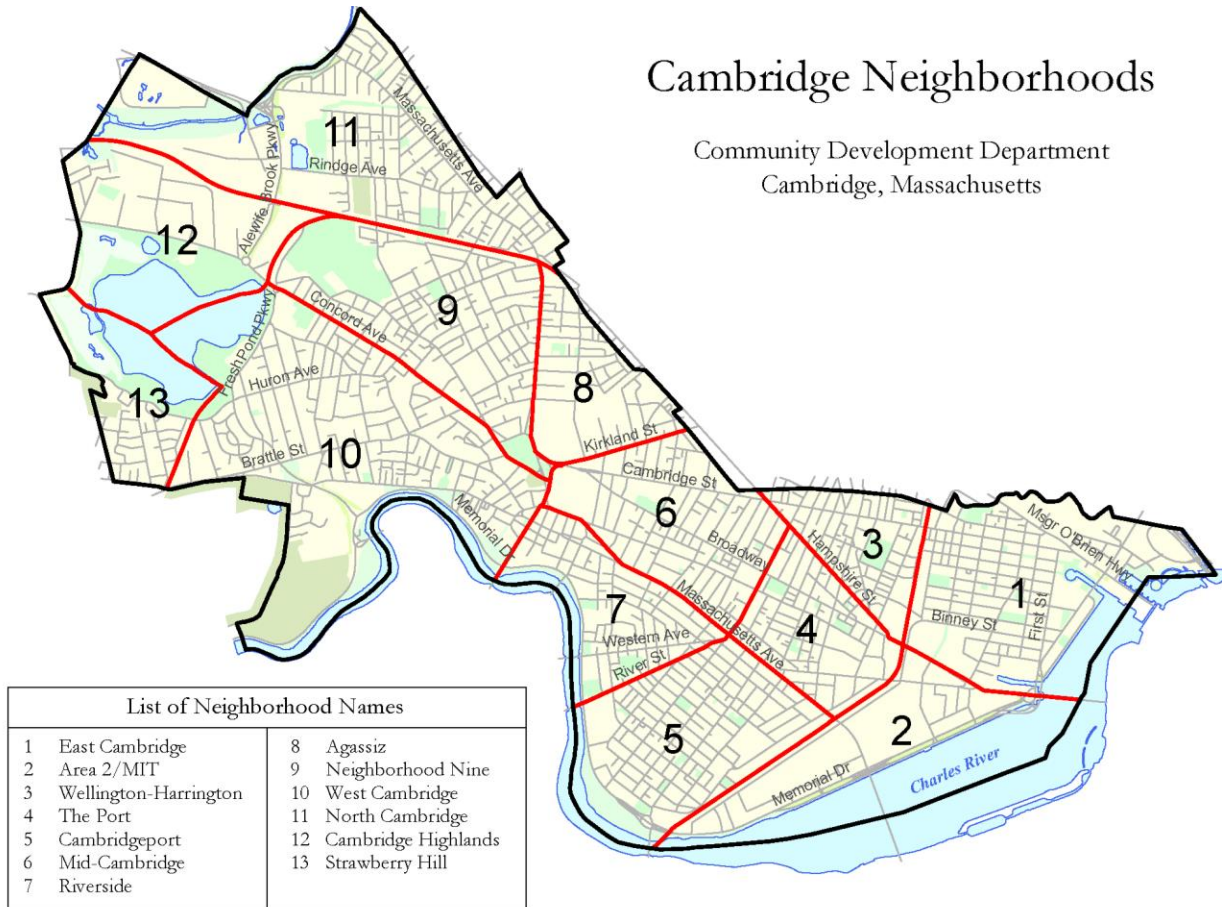 Cambridge Neighborhoods
Community Development Department
Cambridge, Massachusetts
11
Massachusetts Ave
Rindge Ave
Alewife Brook Pkwy
12
9
Concord Ave
Fresh Pond Pkwy
Huron Ave
8
13
Kirkland St
Brattle St
10
Cambridge St
6
Memorial Dr
Broadway
Hampshire St
3
Msgr O'Brien Hwy
1
First St
Binney St
7
Massachusetts Ave
4
Western Ave
River St
5
2
Memorial Dr
Charles River
List of Neighborhood Names
1 East Cambridge
2 Area 2/MIT
3 Wellington-Harrington
4 The Port
5 Cambridgeport
6 Mid-Cambridge
7 Riverside
8 Agassiz
9 Neighborhood Nine
10 West Cambridge
11 North Cambridge
12 Cambridge Highlands
13 Strawberry Hill